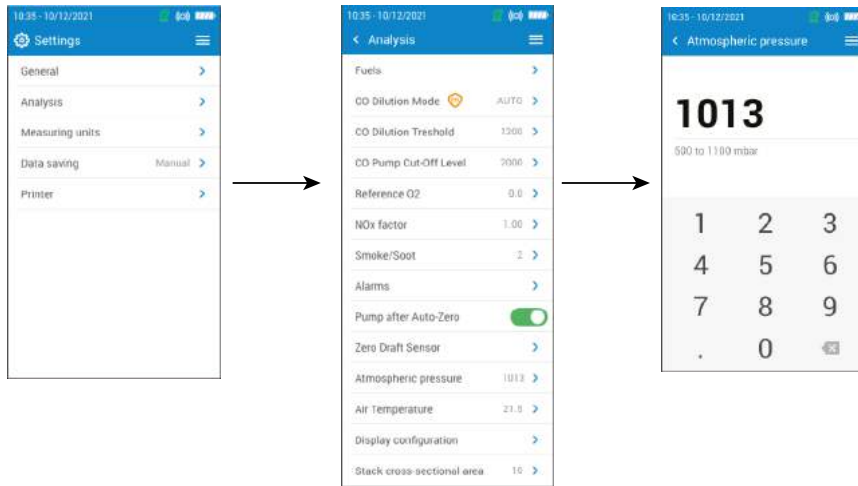 10:35 - 10/12/2021
Settings
General
Analysis
Measuring units
Data saving Manual
Printer
10:35 - 10/12/2021
Analysis
Fuels
CO Dilution Mode AUTO
CO Dilution Treshold 1300
CO Pump Cut-Off Level 2000
Reference O2 0.0
NOx factor 1.00
Smoke/Soot 2
Alarms
Pump after Auto-Zero
Zero Draft Sensor
Atmospheric pressure 1013
Air Temperature 21.5
Display configuration
Stack cross-sectional area 10
10:35 - 10/12/2021
Atmospheric pressure
1013
500 to 1100 mbar
1 2 3
4 5 6
7 8 9
. 0